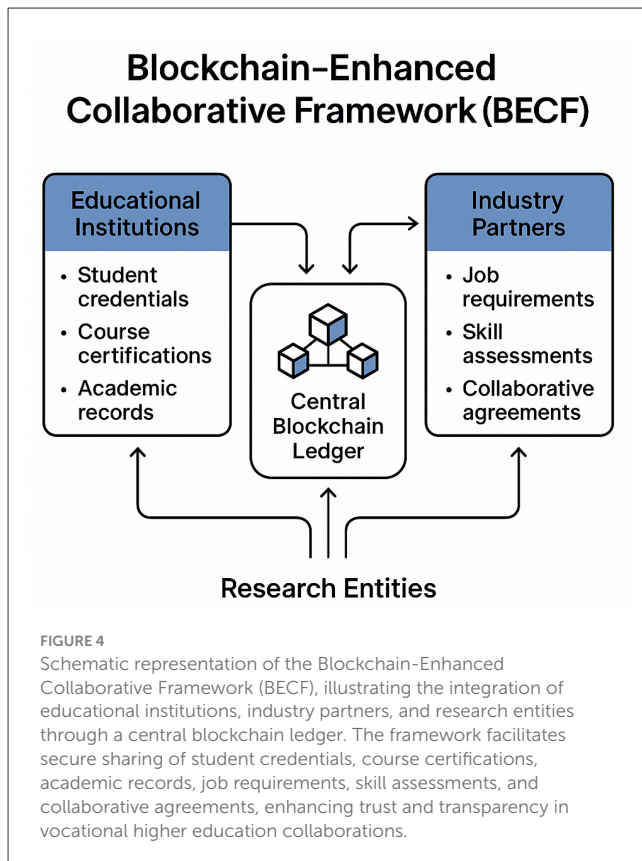 Blockchain–Enhanced
Collaborative Framework (BECF)
Educational
Institutions
• Student
credentials
• Course
certifications
• Academic
records
Central
Blockchain
Ledger
Industry
Partners
• Job
requirements
• Skill
assessments
• Collaborative
agreements
Research Entities
FIGURE 4
Schematic representation of the Blockchain-Enhanced
Collaborative Framework (BECF), illustrating the integration of
educational institutions, industry partners, and research entities
through a central blockchain ledger. The framework facilitates
secure sharing of student credentials, course certifications,
academic records, job requirements, skill assessments, and
collaborative agreements, enhancing trust and transparency in
vocational higher education collaborations.